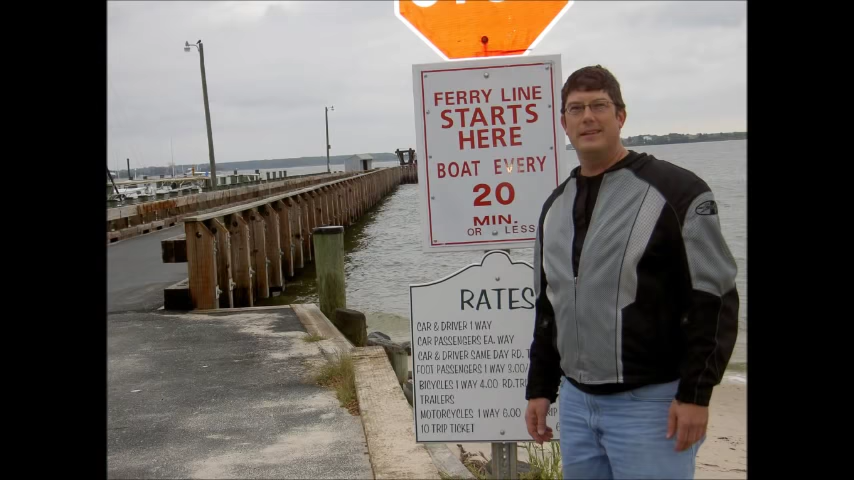 FERRY LINE
STARTS
HERE
BOAT EVERY
20
MIN.
OR LESS
RATES
CAR & DRIVER 1 WAY
CAR PASSENGERS EA. WAY
CAR & DRIVER SAME DAY RD.
FOOT PASSENGERS 1 WAY 3.00/
BICYCLES 1 WAY 4.00 RD.
TRAILERS
MOTORCYCLES 1 WAY 6.00
10 TRIP TICKET